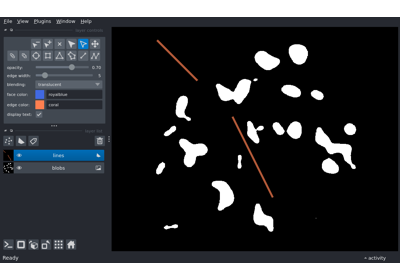 File View Plugins Window Help
opacity: 0.70
edge width: 5
blending: translucent
face color: royalblue
edge color: coral
display text: ✓
lines
blobs
Ready
activity